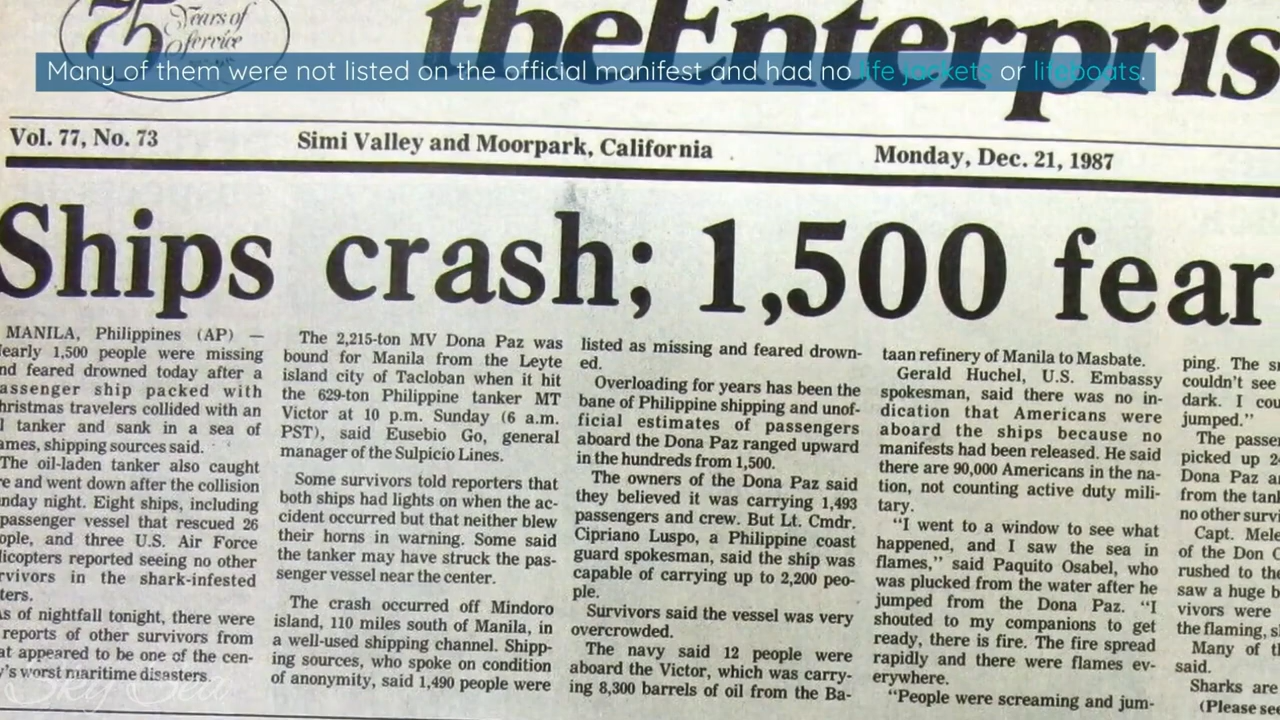 75 Years of Service
theEnterpris
Many of them were not listed on the official manifest and had no life jackets or lifeboats.
Vol. 77, No. 73 Simi Valley and Moorpark, California Monday, Dec. 21, 1987
Ships crash; 1,500 fear
MANILA, Philippines (AP) —
early 1,500 people were missing
nd feared drowned today after a
assenger ship packed with
hristmas travelers collided with an
l tanker and sank in a sea of
ames, shipping sources said.
The oil-laden tanker also caught
re and went down after the collision
nday night. Eight ships, including
passenger vessel that rescued 26
ople, and three U.S. Air Force
licopters reported seeing no other
rvivors in the shark-infested
ters.
s of nightfall tonight, there were
reports of other survivors from
at appeared to be one of the cen-
y's worst maritime disasters.
The 2,215-ton MV Dona Paz was
bound for Manila from the Leyte
island city of Tacloban when it hit
the 629-ton Philippine tanker MT
Victor at 10 p.m. Sunday (6 a.m.
PST), said Eusebio Go, general
manager of the Sulpicio Lines.
Some survivors told reporters that
both ships had lights on when the ac-
cident occurred but that neither blew
their horns in warning. Some said
the tanker may have struck the pas-
senger vessel near the center.
The crash occurred off Mindoro
island, 110 miles south of Manila, in
a well-used shipping channel. Shipp-
ing sources, who spoke on condition
of anonymity, said 1,490 people were
listed as missing and feared drown-
ed.
Overloading for years has been the
bane of Philippine shipping and unof-
ficial estimates of passengers
aboard the Dona Paz ranged upward
in the hundreds from 1,500.
The owners of the Dona Paz said
they believed it was carrying 1,493
passengers and crew. But Lt. Cmdr.
Cipriano Luspo, a Philippine coast
guard spokesman, said the ship was
capable of carrying up to 2,200 peo-
ple.
Survivors said the vessel was very
overcrowded.
The navy said 12 people were
aboard the Victor, which was carry-
ing 8,300 barrels of oil from the Ba-
taan refinery of Manila to Masbate.
Gerald Huchel, U.S. Embassy
spokesman, said there was no in-
dication that Americans were
aboard the ships because no
manifests had been released. He said
there are 90,000 Americans in the na-
tion, not counting active duty mili-
tary.
"I went to a window to see what
happened, and I saw the sea in
flames," said Paquito Osabel, who
was plucked from the water after he
jumped from the Dona Paz. "I
shouted to my companions to get
ready, there is fire. The fire spread
rapidly and there were flames ev-
erywhere.
"People were screaming and jum-
ping. The s
couldn't see
dark. I cou
jumped."
The passe
picked up 2
Dona Paz a
from the tan
no other survi
Capt. Mele
of the Don C
rushed to the
saw a huge b
vivors were
the flaming, s
Many of t
said.
Sharks are
(Please see
Sky Sea